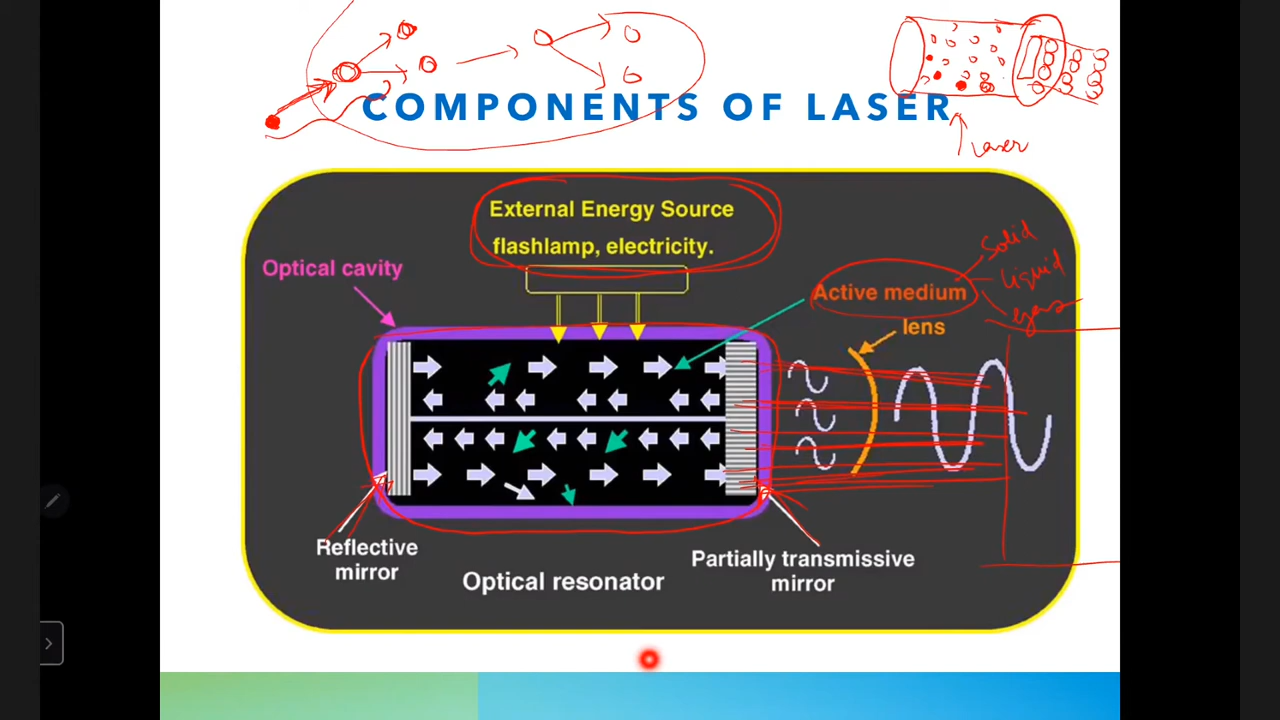 COMPONENTS OF LASER
Laser
External Energy Source
flashlamp, electricity.
Optical cavity
Solid
Active medium
liquid
gas
lens
Reflective
mirror
Optical resonator
Partially transmissive
mirror